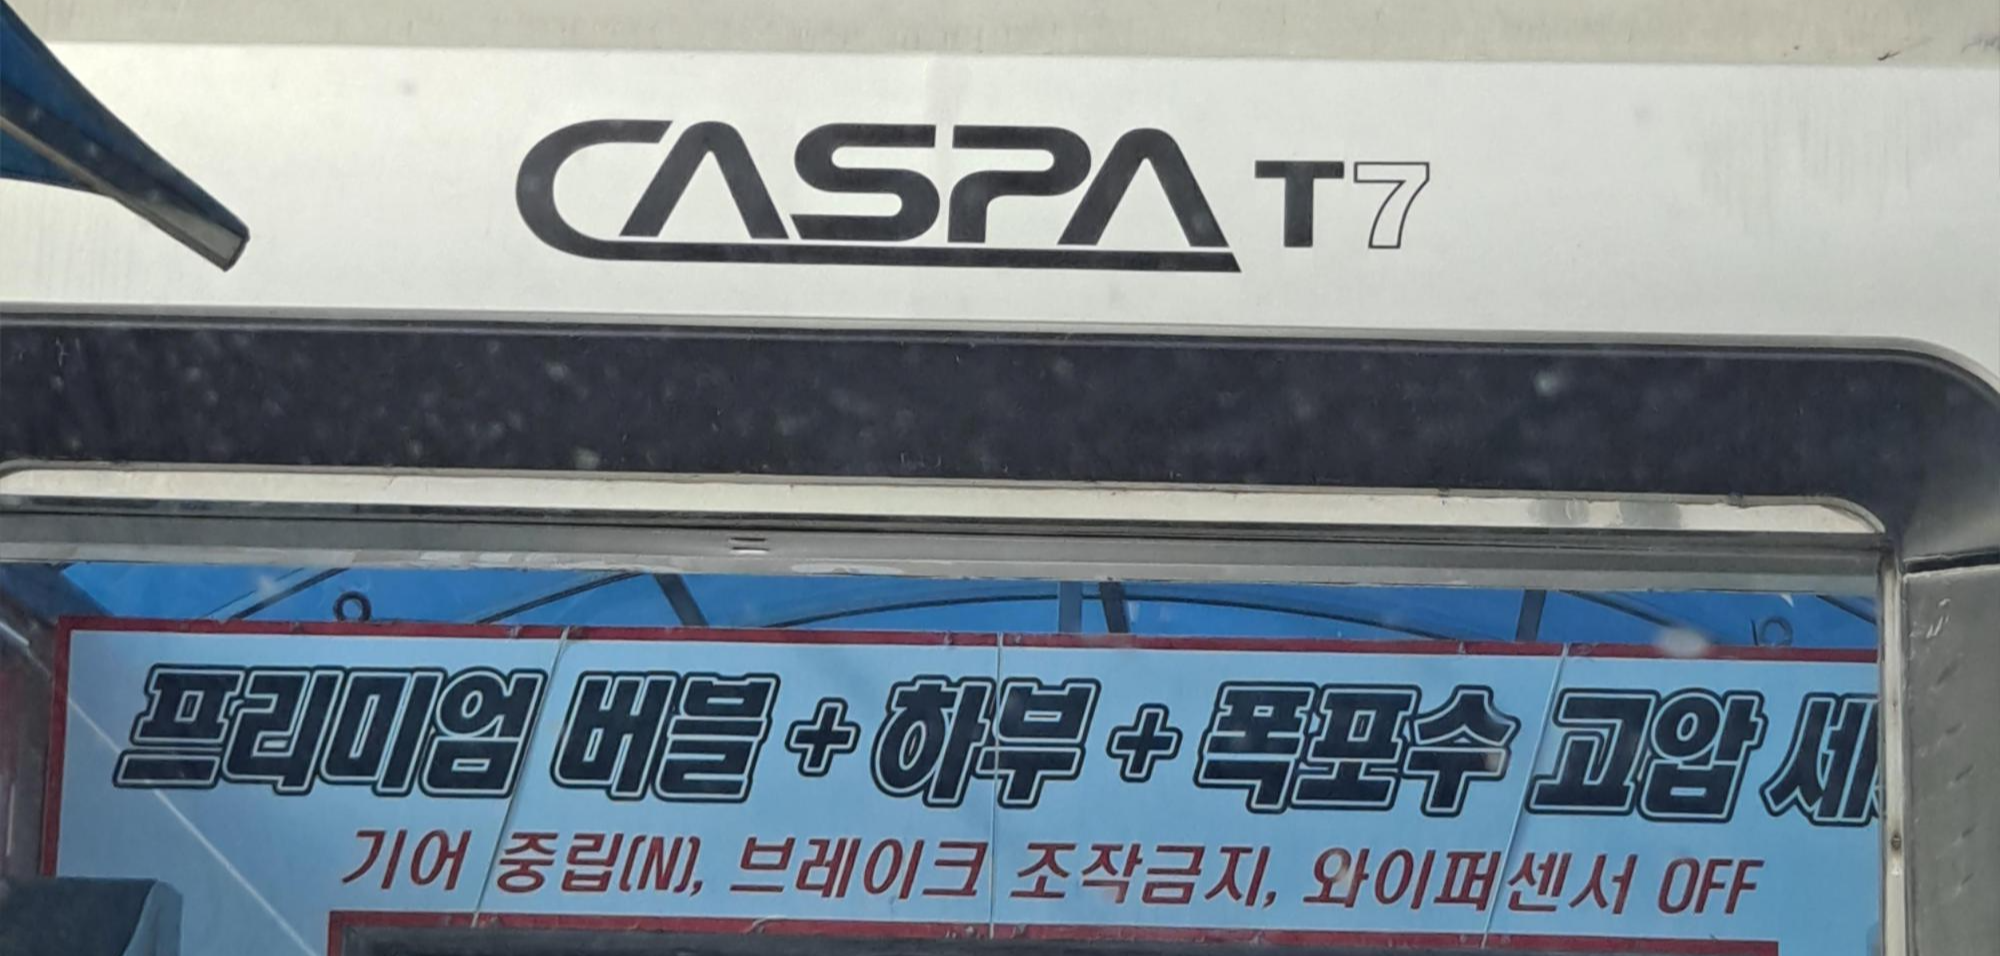 CASPA T7
프리미엄 버블 + 하부 + 폭포수 고압
기어 중립(N), 브레이크 조작금지, 와이퍼센서 OFF